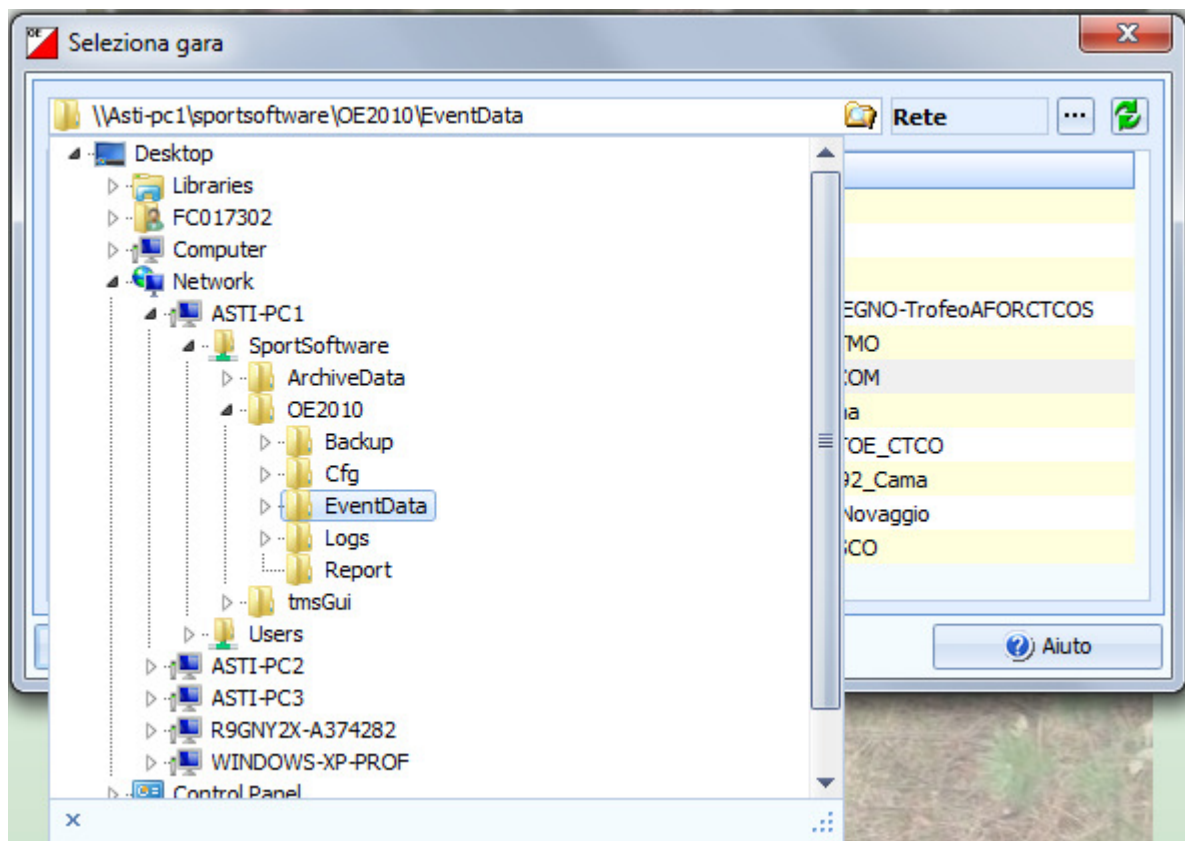 OE
Seleziona gara
\\Asti-pc1\sportsoftware\OE2010\EventData
Rete
...
Desktop
Libraries
FC017302
Computer
Network
ASTI-PC1
EGNO-TrofeoAFORCTCOS
SportSoftware
TMO
ArchiveData
COM
OE2010
na
Backup
TOE_CTCO
Cfg
92_Cama
EventData
Novaggio
Logs
SCO
Report
tmsGui
Users
Aiuto
ASTI-PC2
ASTI-PC3
R9GNY2X-A374282
WINDOWS-XP-PROF
Control Panel